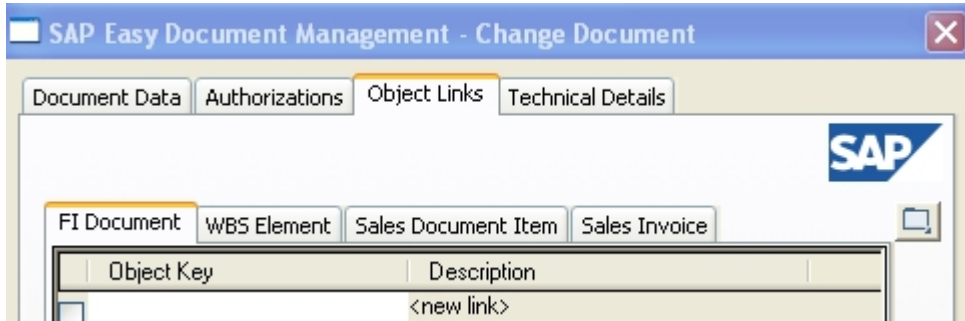 SAP Easy Document Management - Change Document
Document Data Authorizations Object Links Technical Details
SAP
FI Document WBS Element Sales Document Item Sales Invoice
Object Key Description
<new link>